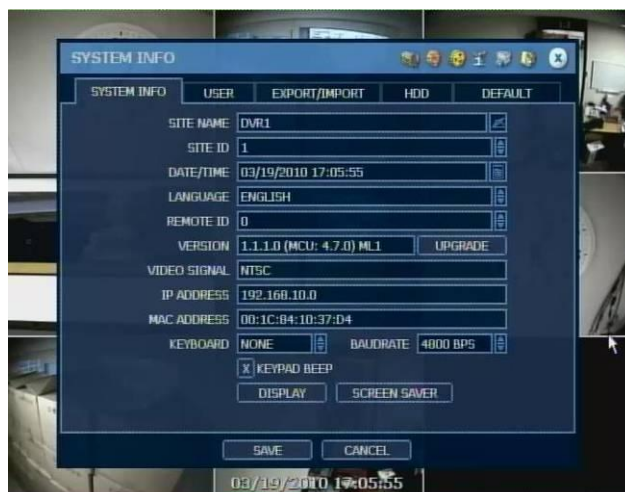 SYSTEM INFO
SYSTEM INFO USER EXPORT/IMPORT HDD DEFAULT
SITE NAME DVR1
SITE ID 1
DATE/TIME 03/19/2010 17:05:55
LANGUAGE ENGLISH
REMOTE ID 0
VERSION 1.1.1.0 (MCU: 4.7.0) ML1 UPGRADE
VIDEO SIGNAL NTSC
IP ADDRESS 192.168.10.0
MAC ADDRESS 00:1C:84:10:37:D4
KEYBOARD NONE BAUDRATE 4800 BPS
X KEYPAD BEEP
DISPLAY SCREEN SAVER
SAVE CANCEL
03/19/2010 17:05:55